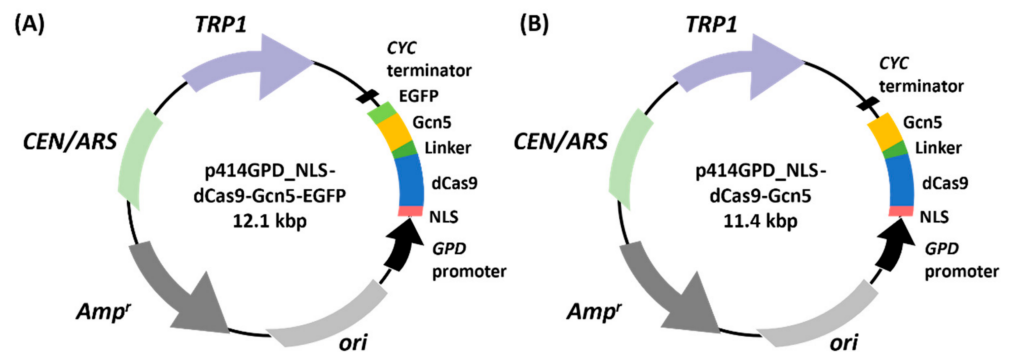 (A)
TRP1
CYC
terminator
EGFP
Gcn5
Linker
dCas9
NLS
GPD
promoter
ori
Ampʳ
CEN/ARS
p414GPD_NLS-
dCas9-Gcn5-EGFP
12.1 kbp
(B)
TRP1
CYC
terminator
Gcn5
Linker
dCas9
NLS
GPD
promoter
ori
Ampʳ
CEN/ARS
p414GPD_NLS-
dCas9-Gcn5
11.4 kbp